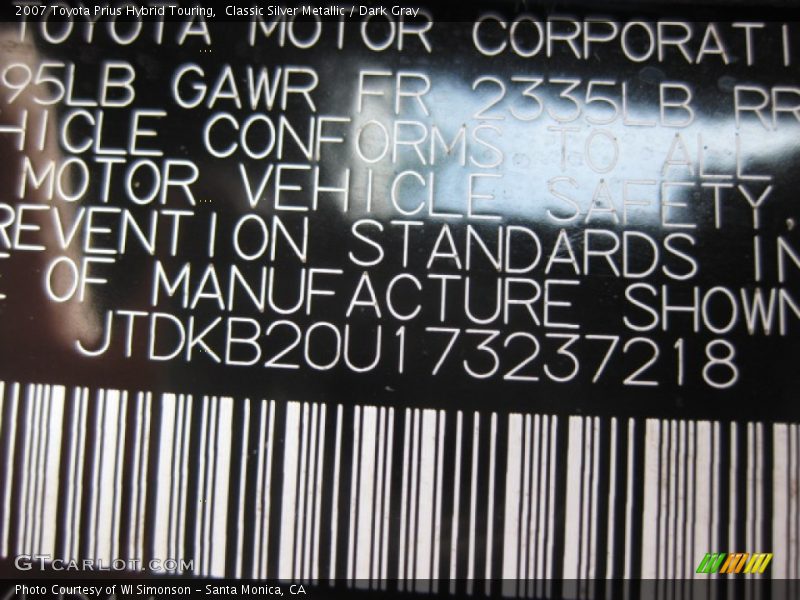 2007 Toyota Prius Hybrid Touring,  Classic Silver Metallic / Dark Gray
TOYOTA MOTOR CORPORATI
95LB GAWR FR 2335LB RR
HICLE CONFORMS TO ALL
MOTOR VEHICLE SAFETY,
REVENTION STANDARDS IN
E OF MANUFACTURE SHOWN
JTDKB20U173237218
GTCARLOT.COM
Photo Courtesy of WI Simonson - Santa Monica, CA